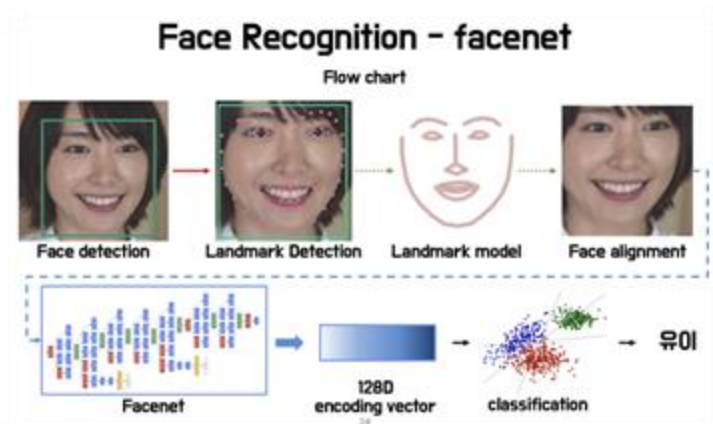 Face Recognition - facenet
Flow chart
Face detection
Landmark Detection
Landmark model
Face alignment
Facenet
128D
encoding vector
classification
유이